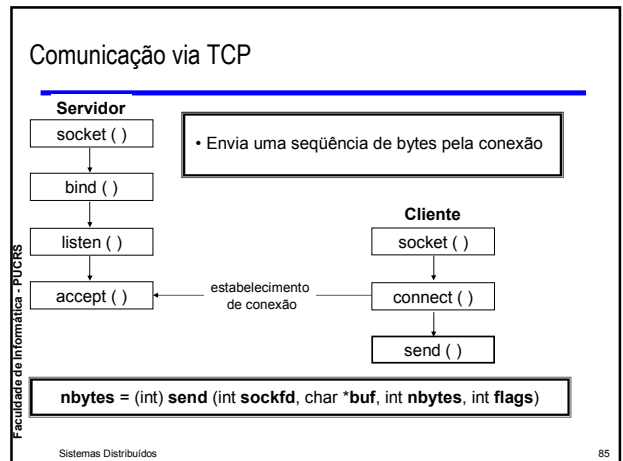 Comunicação via TCP
Servidor
socket ( )
• Envia uma seqüência de bytes pela conexão
bind ( )
Cliente
listen ( )
socket ( )
accept ( )
estabelecimento
de conexão
connect ( )
send ( )
nbytes = (int) send (int sockfd, char *buf, int nbytes, int flags)
Faculdade de Informática - PUCRS
Sistemas Distribuídos
85